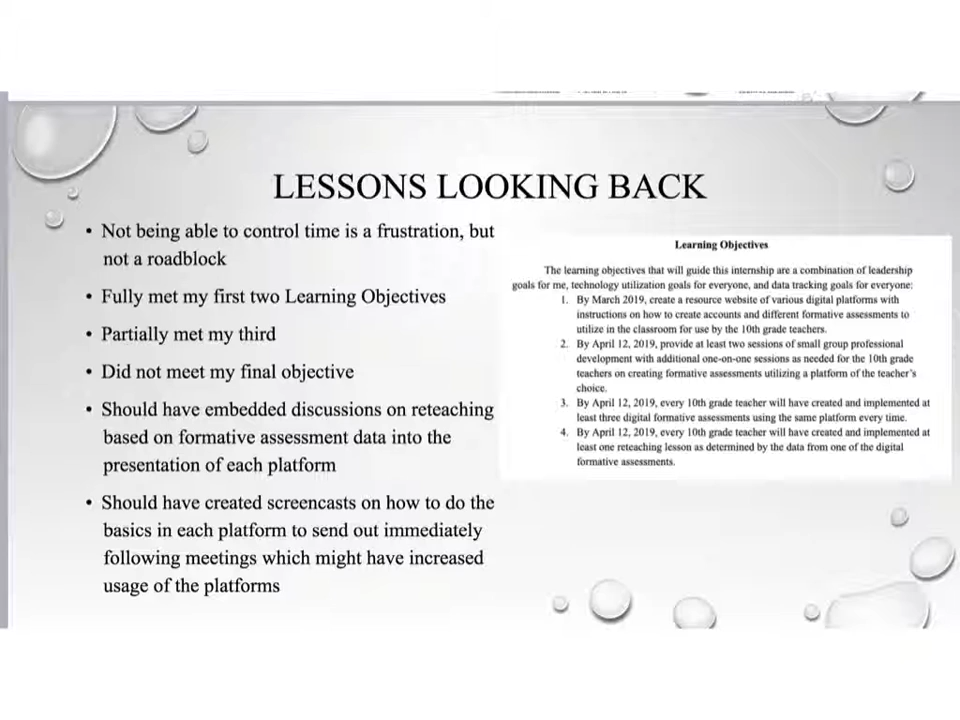 LESSONS LOOKING BACK
• Not being able to control time is a frustration, but
not a roadblock
• Fully met my first two Learning Objectives
• Partially met my third
• Did not meet my final objective
• Should have embedded discussions on reteaching
based on formative assessment data into the
presentation of each platform
• Should have created screencasts on how to do the
basics in each platform to send out immediately
following meetings which might have increased
usage of the platforms
Learning Objectives
The learning objectives that will guide this internship are a combination of leadership
goals for me, technology utilization goals for everyone, and data tracking goals for everyone:
1. By March 2019, create a resource website of various digital platforms with
instructions on how to create accounts and different formative assessments to
utilize in the classroom for use by the 10th grade teachers.
2. By April 12, 2019, provide at least two sessions of small group professional
development with additional one-on-one sessions as needed for the 10th grade
teachers on creating formative assessments utilizing a platform of the teacher's
choice.
3. By April 12, 2019, every 10th grade teacher will have created and implemented at
least three digital formative assessments using the same platform every time.
4. By April 12, 2019, every 10th grade teacher will have created and implemented at
least one reteaching lesson as determined by the data from one of the digital
formative assessments.